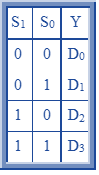 S₁ S₀ Y
0 0 D₀
0 1 D₁
1 0 D₂
1 1 D₃